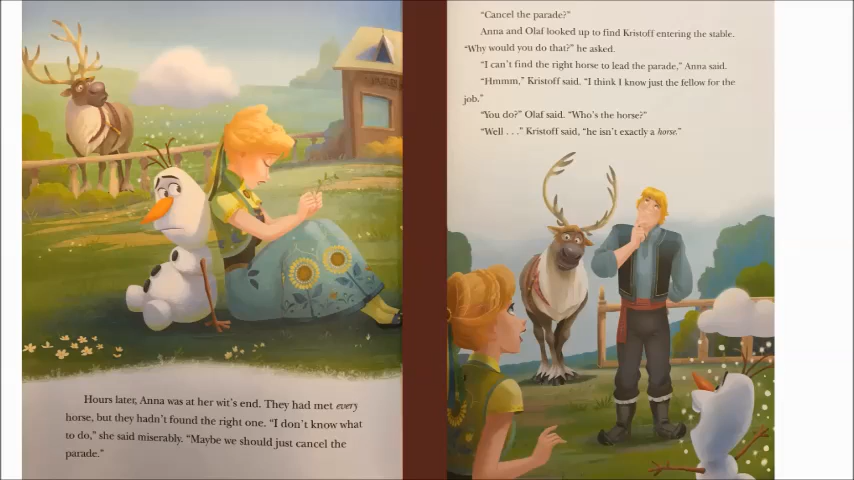 Hours later, Anna was at her wit's end. They had met every
horse, but they hadn't found the right one. “I don't know what
to do,” she said miserably. “Maybe we should just cancel the
parade.”
“Cancel the parade?”
Anna and Olaf looked up to find Kristoff entering the stable.
“Why would you do that?” he asked.
“I can't find the right horse to lead the parade,” Anna said.
“Hmmm,” Kristoff said. “I think I know just the fellow for the
job.”
“You do?” Olaf said. “Who's the horse?”
“Well . . .” Kristoff said, “he isn't exactly a horse.”